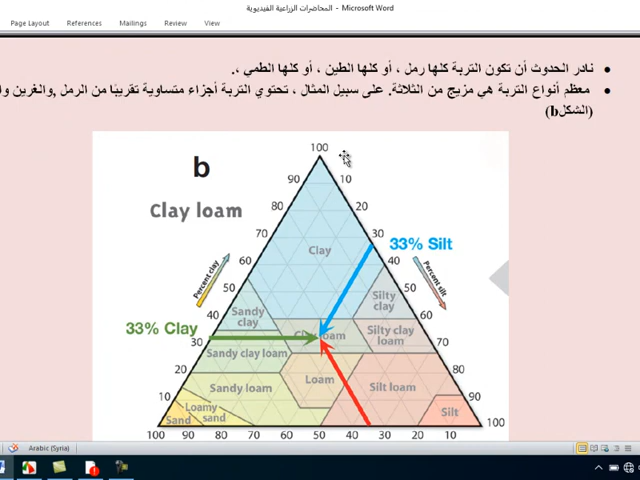 المحاضرات الزراعية الفيديوية - Microsoft Word
Page Layout References Mailings Review View
• نادر الحدوث أن تكون التربة كلها رمل ، أو كلها الطين ، أو كلها الطمي ،.
• معظم أنواع التربة هي مزيج من الثلاثة. على سبيل المثال ، تحتوي التربة أجزاء متساوية تقريبًا من الرمل ,والغرين
(الشكلb)
b
Clay loam
100
90 10
80 20
70 30
33% Silt
60 Clay 40
Percent clay
Percent silt
50 Silty clay 50
40 Sandy clay 60
33% Clay
Clay loam
Silty clay loam
30 70
Sandy clay loam
20 80
Sandy loam Loam Silt loam
10 90
Loamy sand
Sand
Silt
100
100 90 80 70 60 50 40 30 20 10
Arabic (Syria)